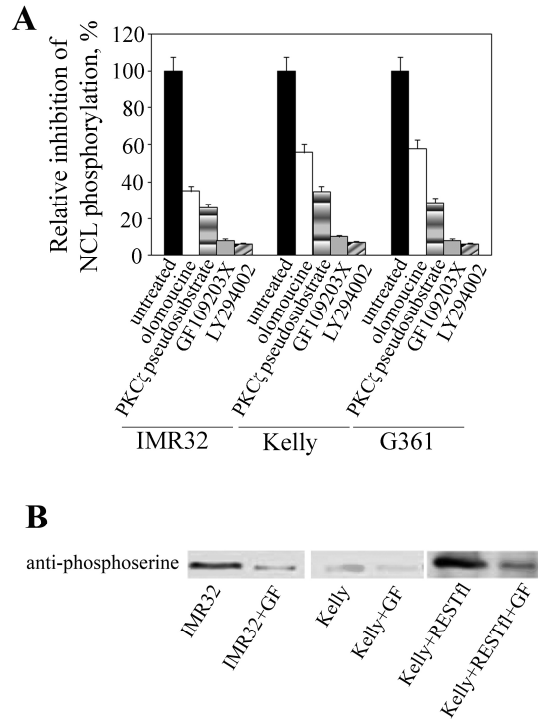 A
Relative inhibition of
NCL phosphorylation, %
120
100
80
60
40
20
0
untreated
olomoucine
PKCζ pseudosubstrate
GF109203X
LY294002
untreated
olomoucine
PKCζ pseudosubstrate
GF109203X
LY294002
untreated
olomoucine
PKCζ pseudosubstrate
GF109203X
LY294002
IMR32
Kelly
G361
B
anti-phosphoserine
IMR32
IMR32+GF
Kelly
Kelly+GF
Kelly+RESTfl
Kelly+RESTfl+GF